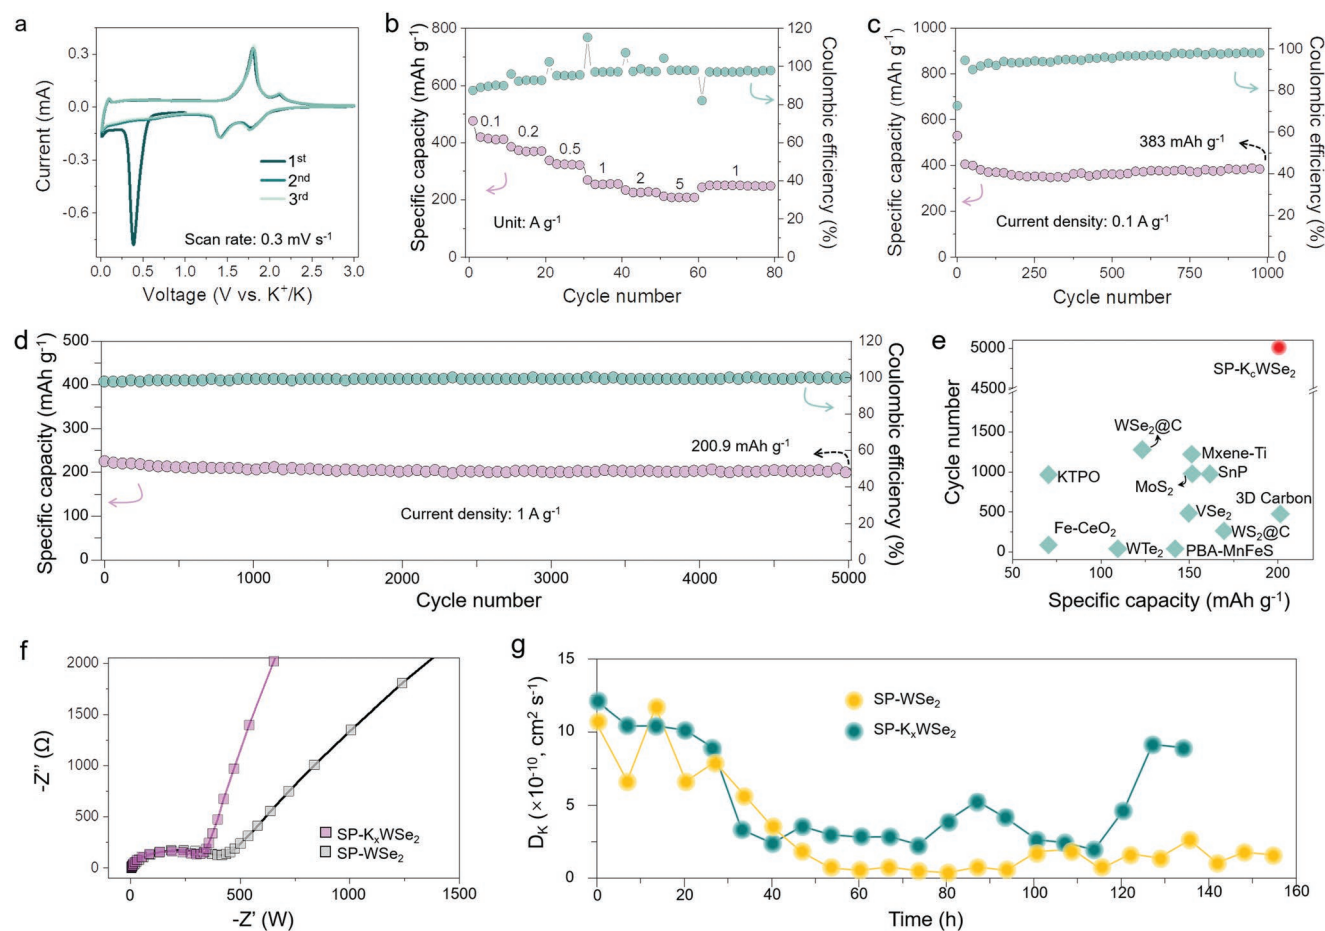 a
Current (mA)
0.3
0.0
-0.3
-0.6
1st
2nd
3rd
Scan rate: 0.3 mV s-1
0.0 0.5 1.0 1.5 2.0 2.5 3.0
Voltage (V vs. K+/K)
b
Specific capacity (mAh g-1)
800
600
400
200
0
0.1
0.2
0.5
1
2
5
1
Unit: A g-1
120
100
80
60
40
20
0
Coulombic efficiency (%)
0 20 40 60 80
Cycle number
c
Specific capacity (mAh g-1)
1000
800
600
400
200
0
383 mAh g-1
Current density: 0.1 A g-1
100
80
60
40
20
0
Coulombic efficiency (%)
0 250 500 750 1000
Cycle number
d
Specific capacity (mAh g-1)
500
400
300
200
100
0
200.9 mAh g-1
Current density: 1 A g-1
120
100
80
60
40
20
0
Coulombic efficiency (%)
0 1000 2000 3000 4000 5000
Cycle number
e
Cycle number
5000
4500
1500
1000
500
0
SP-KcWSe2
WSe2@C
Mxene-Ti
KTPO
MoS2
SnP
3D Carbon
VSe2
Fe-CeO2
WS2@C
WTe2
PBA-MnFeS
50 100 150 200
Specific capacity (mAh g-1)
f
-Z'' (Ω)
2000
1500
1000
500
0
SP-KxWSe2
SP-WSe2
0 500 1000 1500
-Z' (W)
g
DK (×10-10, cm2 s-1)
15
10
5
0
SP-WSe2
SP-KxWSe2
0 20 40 60 80 100 120 140 160
Time (h)